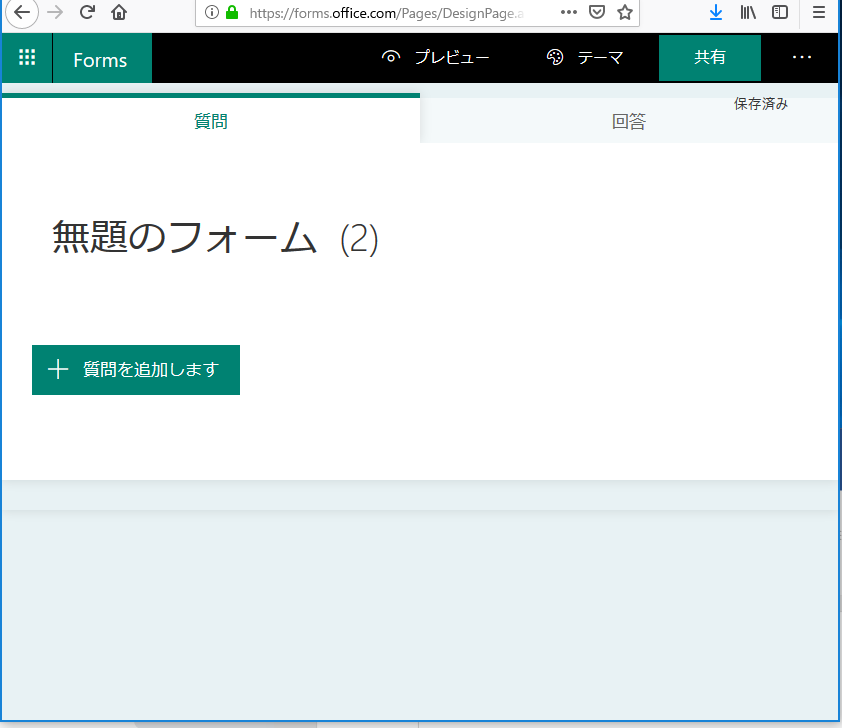 https://forms.office.com/Pages/DesignPage.a
Forms
プレビュー
テーマ
共有
質問
回答
保存済み
無題のフォーム (2)
質問を追加します